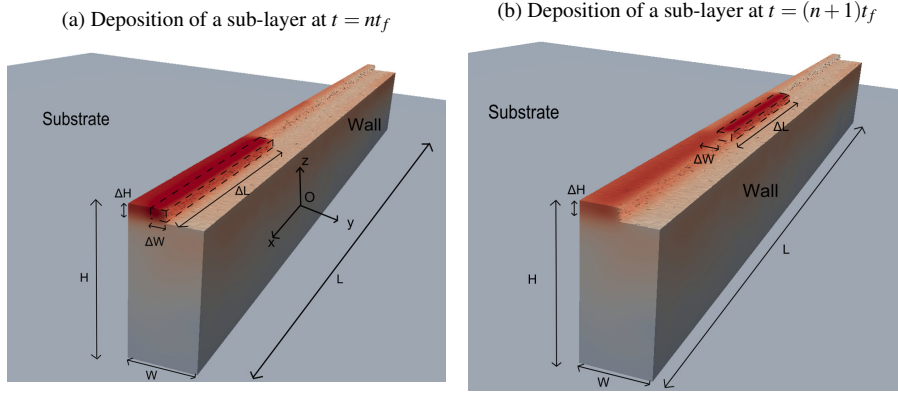 (a) Deposition of a sub-layer at t = nt_f
Substrate
Wall
ΔH
ΔL
ΔW
z
O
y
x
H
L
W
(b) Deposition of a sub-layer at t = (n+1)t_f
Substrate
ΔL
ΔW
ΔH
Wall
H
L
W